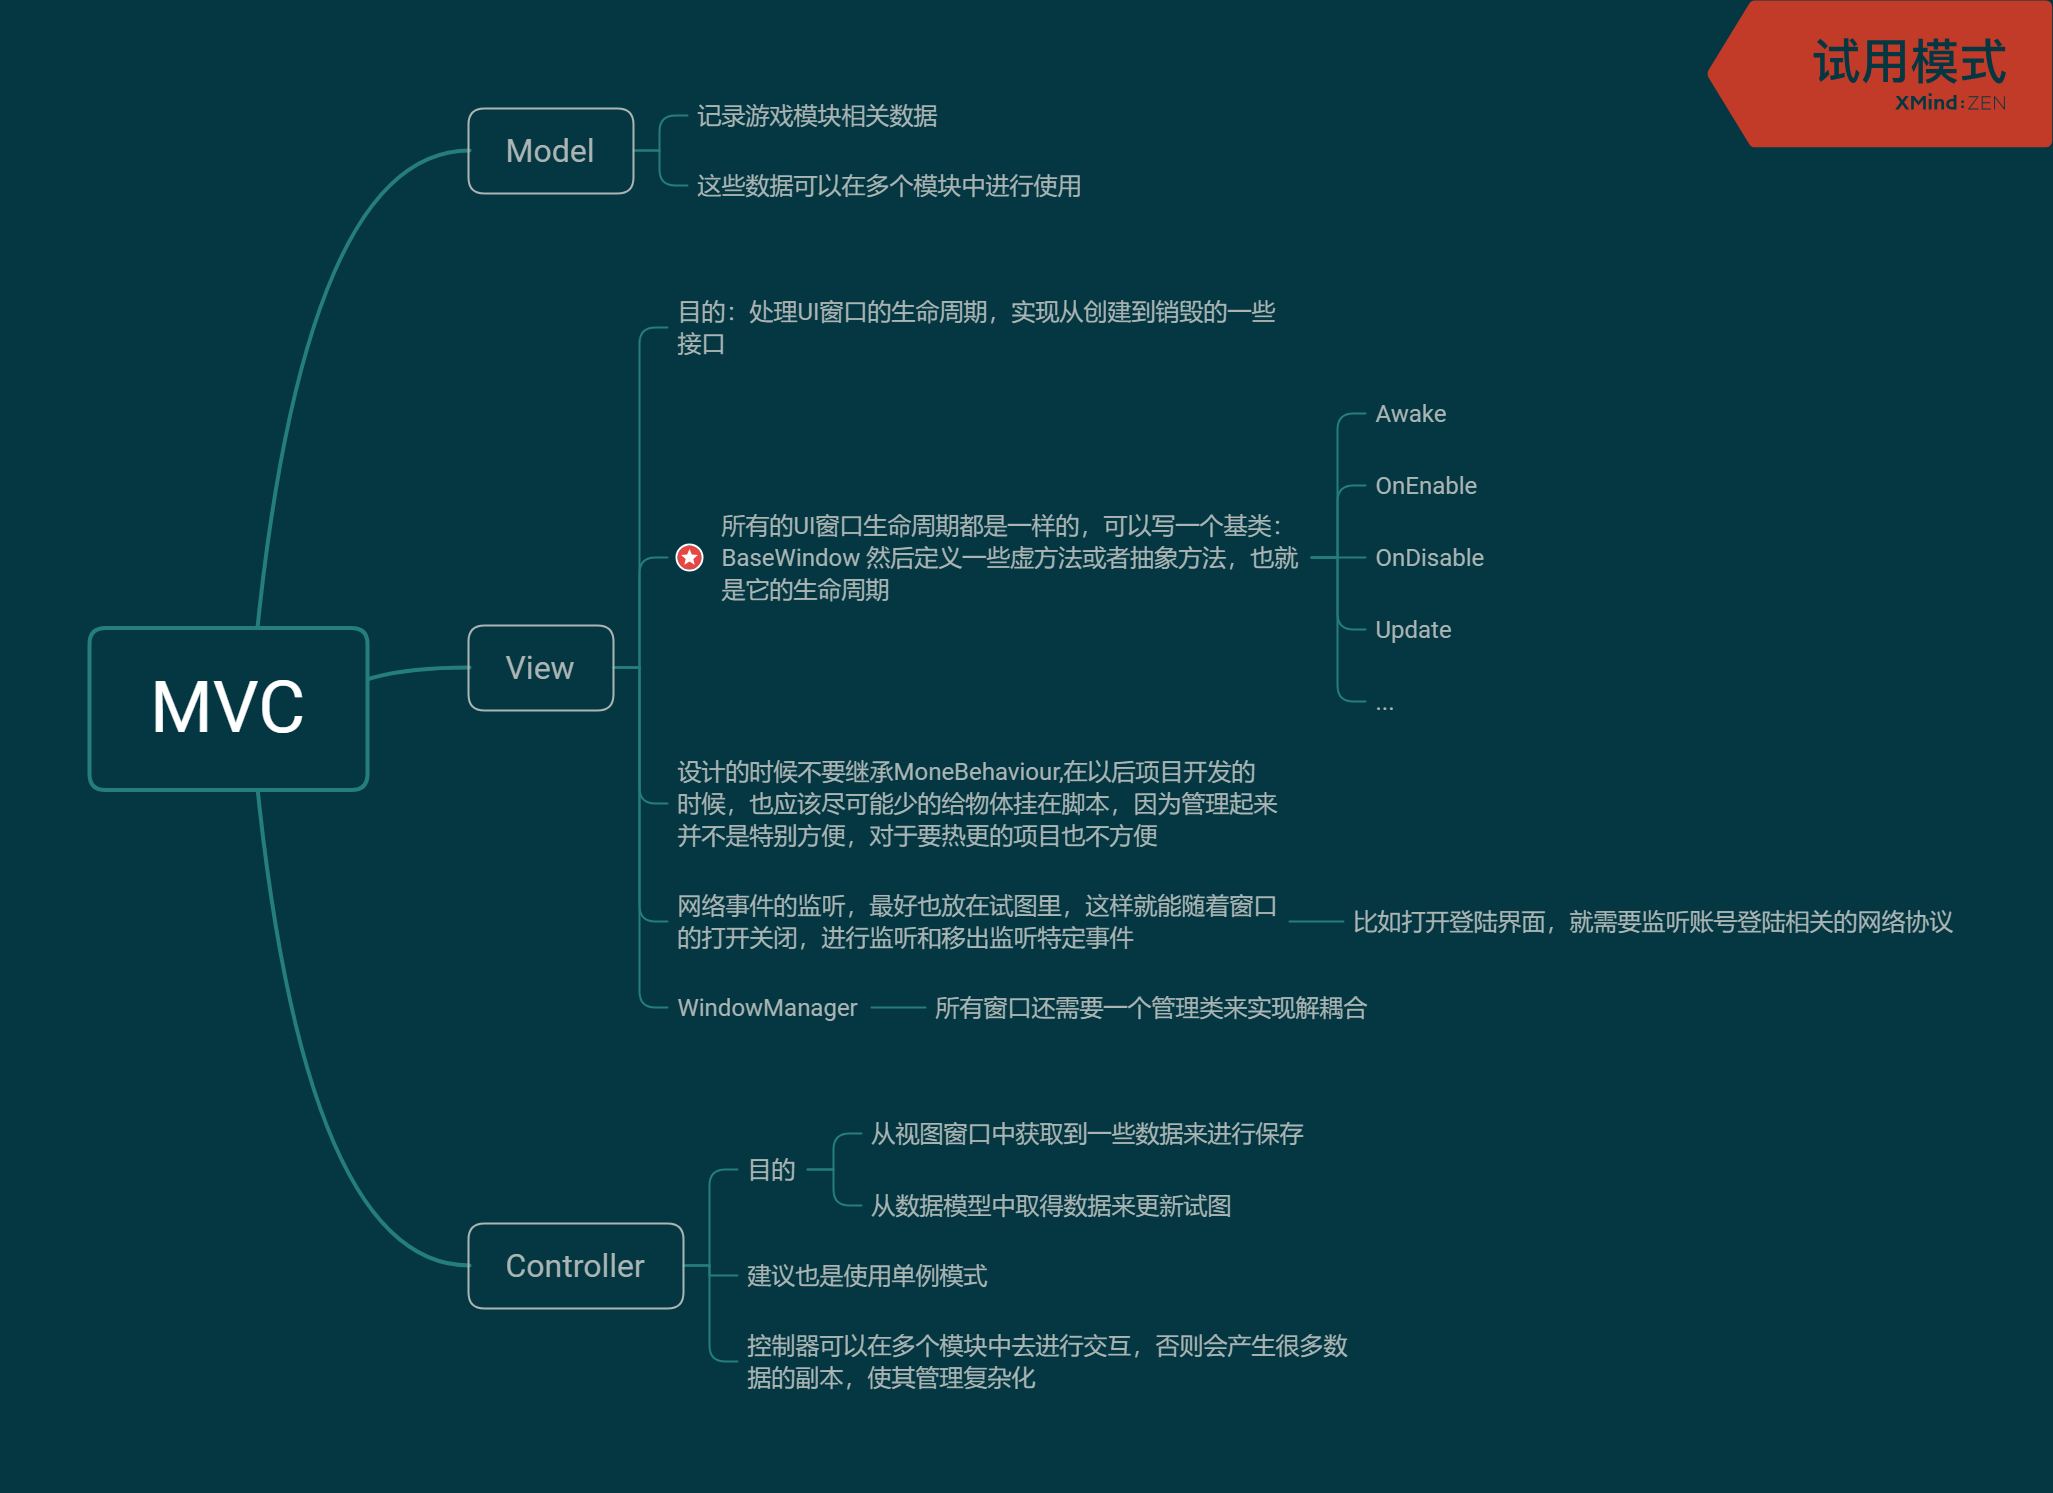 试用模式
XMind:ZEN
MVC
Model
记录游戏模块相关数据
这些数据可以在多个模块中进行使用
View
目的：处理UI窗口的生命周期，实现从创建到销毁的一些
接口
所有的UI窗口生命周期都是一样的，可以写一个基类：
BaseWindow 然后定义一些虚方法或者抽象方法，也就
是它的生命周期
Awake
OnEnable
OnDisable
Update
...
设计的时候不要继承MoneBehaviour,在以后项目开发的
时候，也应该尽可能少的给物体挂在脚本，因为管理起来
并不是特别方便，对于要热更的项目也不方便
网络事件的监听，最好也放在试图里，这样就能随着窗口
的打开关闭，进行监听和移出监听特定事件
比如打开登陆界面，就需要监听账号登陆相关的网络协议
WindowManager
所有窗口还需要一个管理类来实现解耦合
Controller
目的
从视图窗口中获取到一些数据来进行保存
从数据模型中取得数据来更新试图
建议也是使用单例模式
控制器可以在多个模块中去进行交互，否则会产生很多数
据的副本，使其管理复杂化